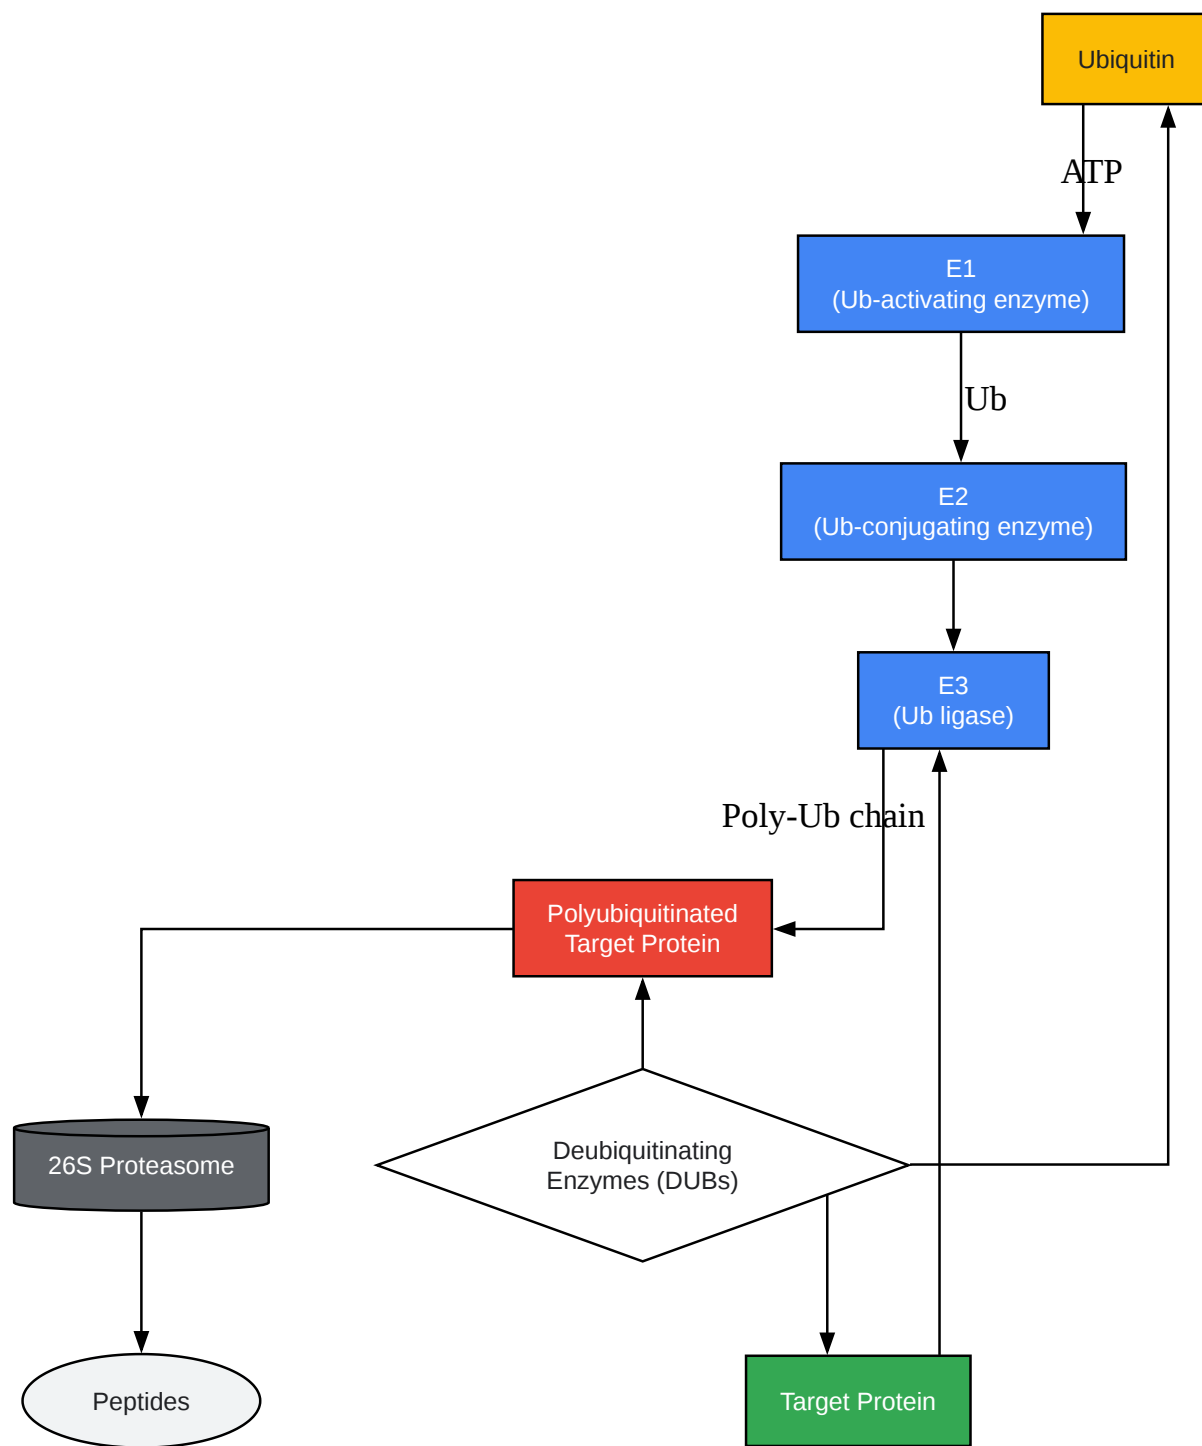 Ubiquitin
ATP
E1
(Ub-activating enzyme)
Ub
E2
(Ub-conjugating enzyme)
E3
(Ub ligase)
Poly-Ub chain
Polyubiquitinated
Target Protein
Deubiquitinating
Enzymes (DUBs)
26S Proteasome
Peptides
Target Protein